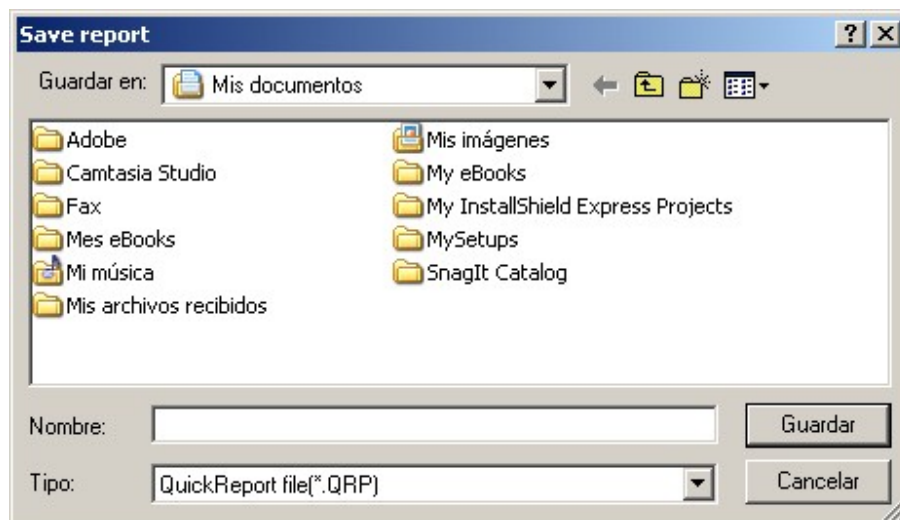 Save report
Guardar en: Mis documentos
Adobe
Camtasia Studio
Fax
Mes eBooks
Mi música
Mis archivos recibidos
Mis imágenes
My eBooks
My InstallShield Express Projects
MySetups
SnagIt Catalog
Nombre:
Guardar
Tipo: QuickReport file(*.QRP)
Cancelar